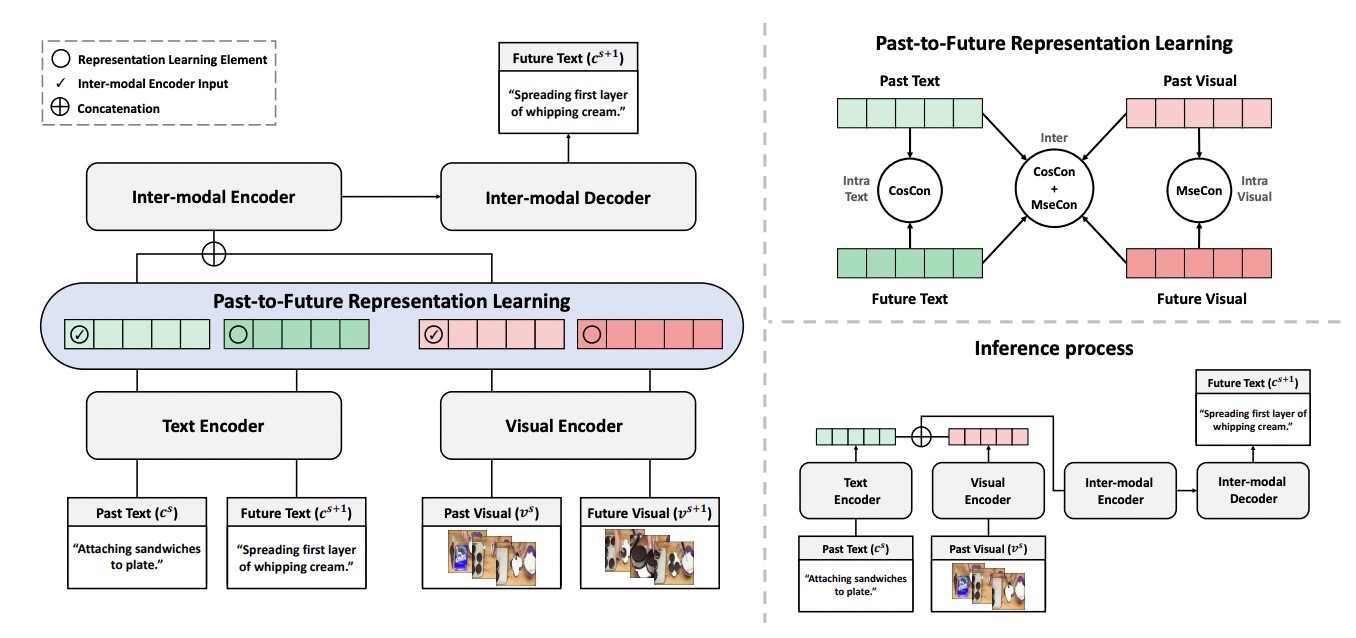 Representation Learning Element
✓ Inter-modal Encoder Input
Concatenation
Future Text (c^{s+1})
“Spreading first layer
of whipping cream.”
Inter-modal Encoder
Inter-modal Decoder
Past-to-Future Representation Learning
Text Encoder
Visual Encoder
Past Text (c^s)
“Attaching sandwiches
to plate.”
Future Text (c^{s+1})
“Spreading first layer
of whipping cream.”
Past Visual (v^s)
Future Visual (v^{s+1})
Past-to-Future Representation Learning
Past Text
Past Visual
Inter
Intra
Text
CosCon
CosCon
+
MseCon
MseCon
Intra
Visual
Future Text
Future Visual
Inference process
Future Text (c^{s+1})
“Spreading first layer of
whipping cream.”
Text
Encoder
Visual
Encoder
Inter-modal
Encoder
Inter-modal
Decoder
Past Text (c^s)
“Attaching sandwiches
to plate.”
Past Visual (v^s)